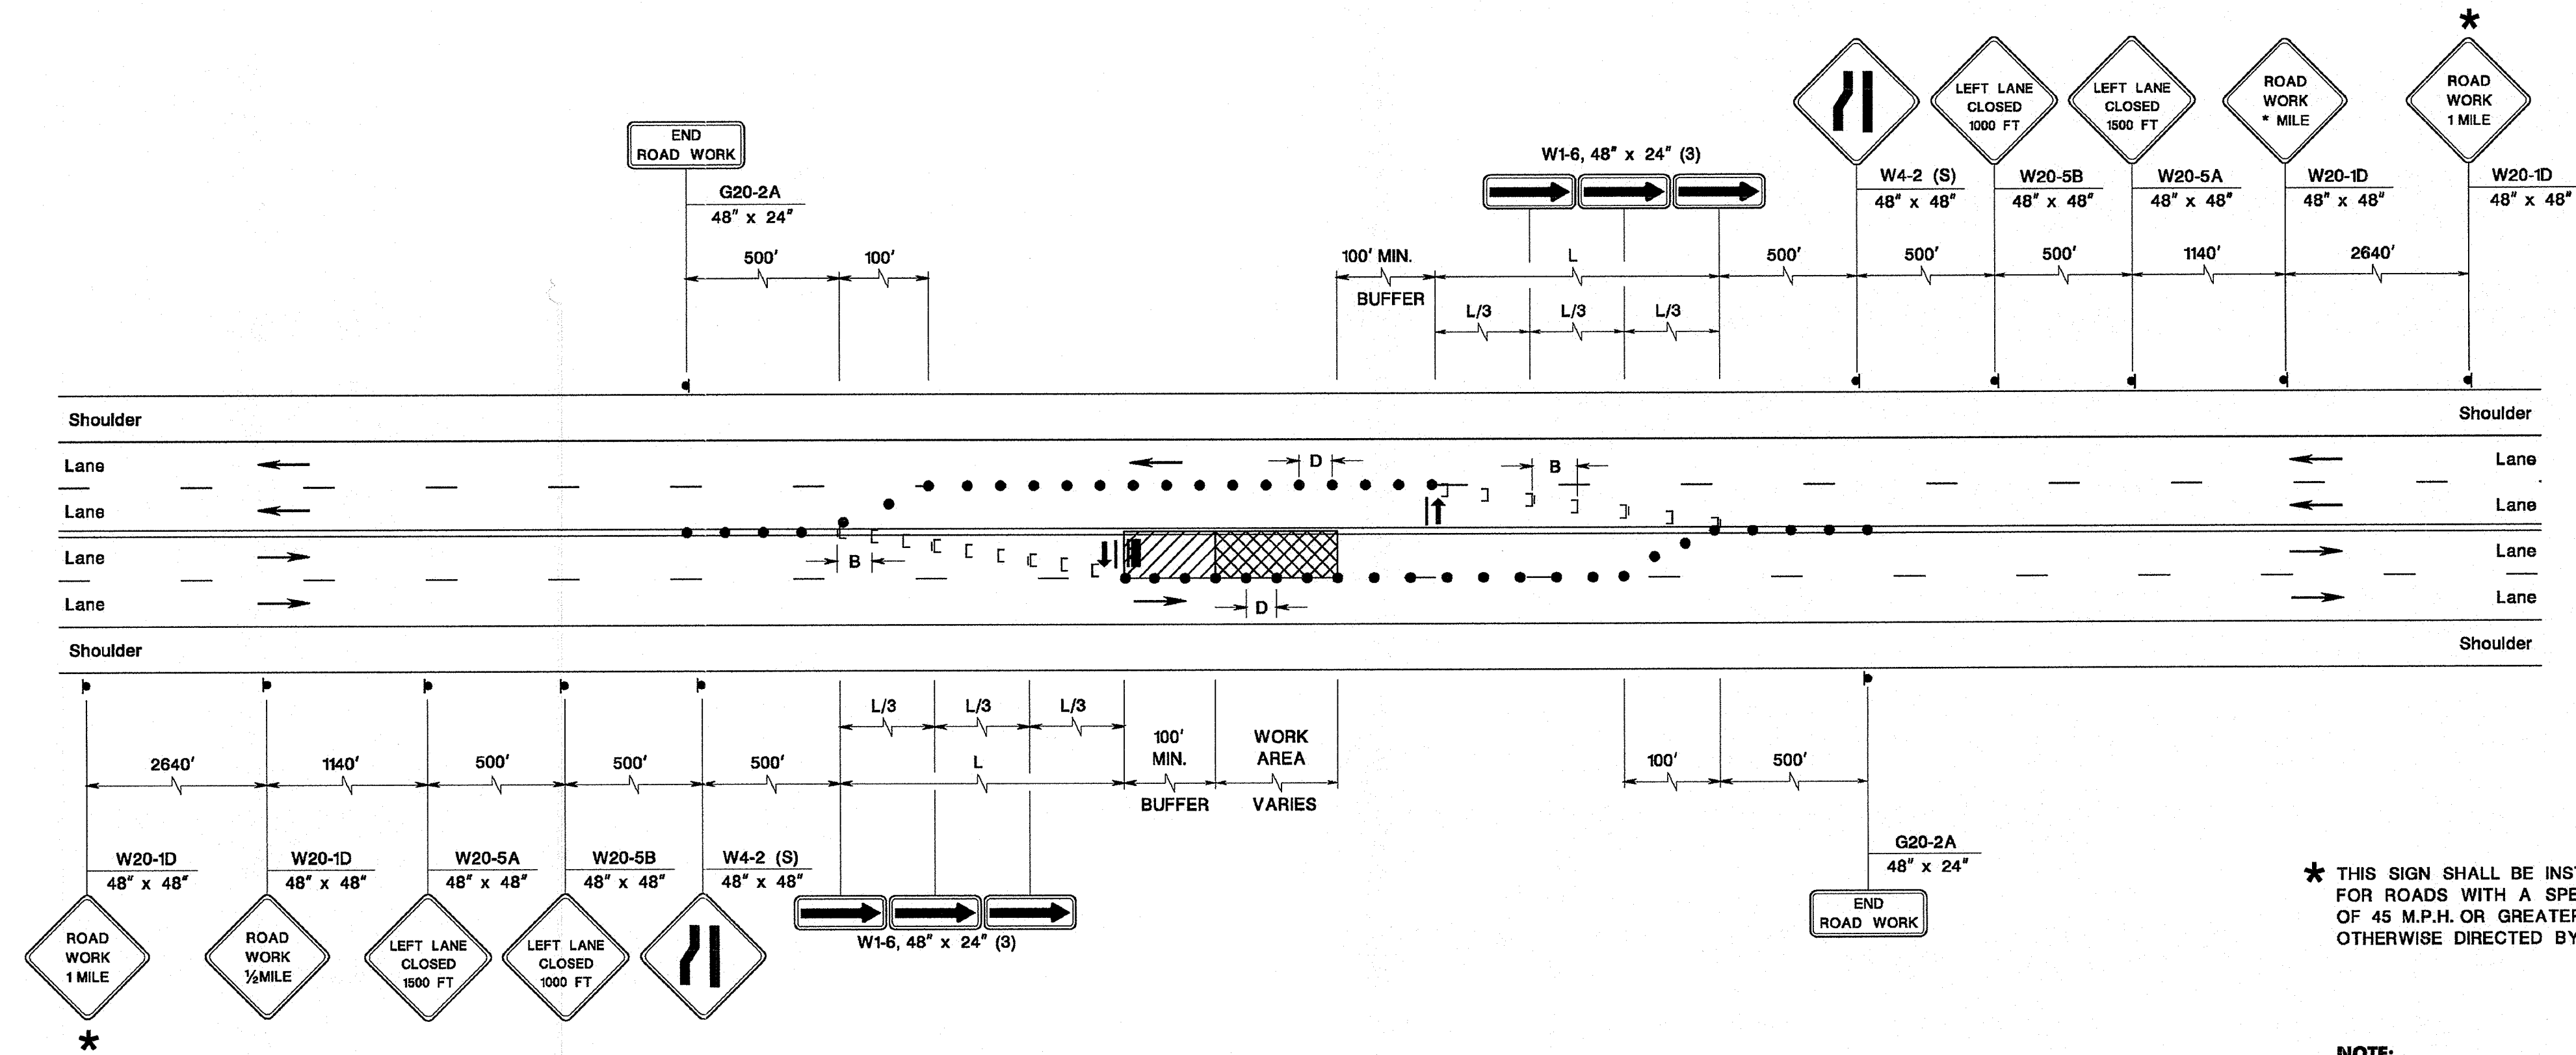 *
ROAD
WORK
1 MILE
ROAD
WORK
* MILE
LEFT LANE
CLOSED
1500 FT
LEFT LANE
CLOSED
1000 FT
END
ROAD WORK
W1-6, 48" x 24" (3)
G20-2A
48" x 24"
W4-2 (S)
48" x 48"
W20-5B
48" x 48"
W20-5A
48" x 48"
W20-1D
48" x 48"
W20-1D
48" x 48"
500'
100'
100' MIN.
BUFFER
L
500'
500'
500'
1140'
2640'
L/3
L/3
L/3
Shoulder
Shoulder
Lane
D
B
Lane
Lane
Lane
Lane
B
Lane
Lane
D
Lane
Shoulder
Shoulder
L/3
L/3
L/3
2640'
1140'
500'
500'
500'
L
100'
MIN.
BUFFER
WORK
AREA
VARIES
100'
500'
W20-1D
48" x 48"
W20-1D
48" x 48"
W20-5A
48" x 48"
W20-5B
48" x 48"
W4-2 (S)
48" x 48"
G20-2A
48" x 24"
END
ROAD WORK
ROAD
WORK
1 MILE
*
ROAD
WORK
½MILE
LEFT LANE
CLOSED
1500 FT
LEFT LANE
CLOSED
1000 FT
W1-6, 48" x 24" (3)
* THIS SIGN SHALL BE
FOR ROADS WITH A
OF 45 M.P.H. OR GREATER
OTHERWISE DIRECTED BY
NOTE: